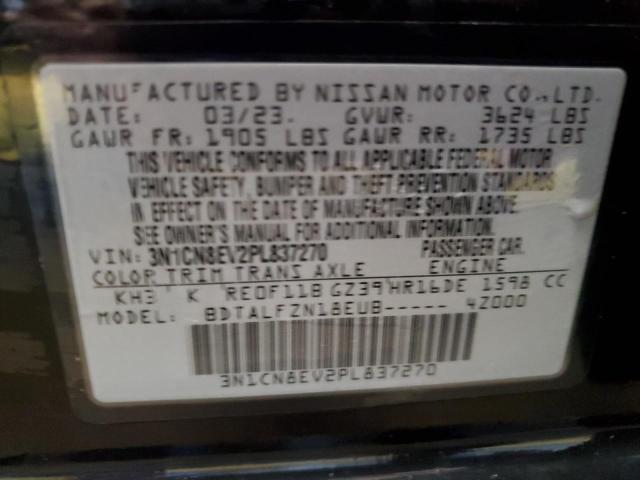 MANUFACTURED BY NISSAN MOTOR CO., LTD.
DATE: 03/23. GVWR: 3624 LBS
GAWR FR: 1905 LBS GAWR RR: 1735 LBS
THIS VEHICLE CONFORMS TO ALL APPLICABLE FEDERAL MOTOR
VEHICLE SAFETY, BUMPER AND THEFT PREVENTION STANDARDS
IN EFFECT ON THE DATE OF MANUFACTURE SHOWN ABOVE.
SEE OWNER'S MANUAL FOR ADDITIONAL INFORMATION.
VIN: 3N1CN8EV2PL837270 PASSENGER CAR.
COLOR TRIM TRANS AXLE ENGINE
KH3 K RE0F11B GZ39 HR16DE 1598 CC
MODEL: BDTALFZN18EUB----- 42000
3N1CN8EV2PL837270